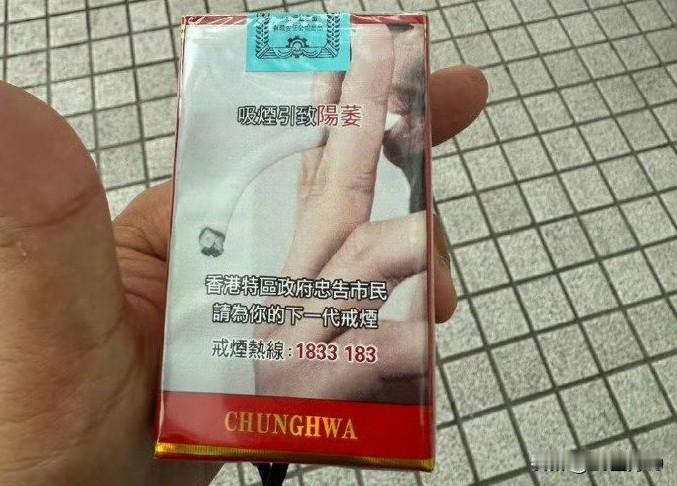 吸煙引致陽萎
香港特區政府忠告市民
請為你的下一代戒煙
戒煙熱線：1833 183
CHUNGHWA